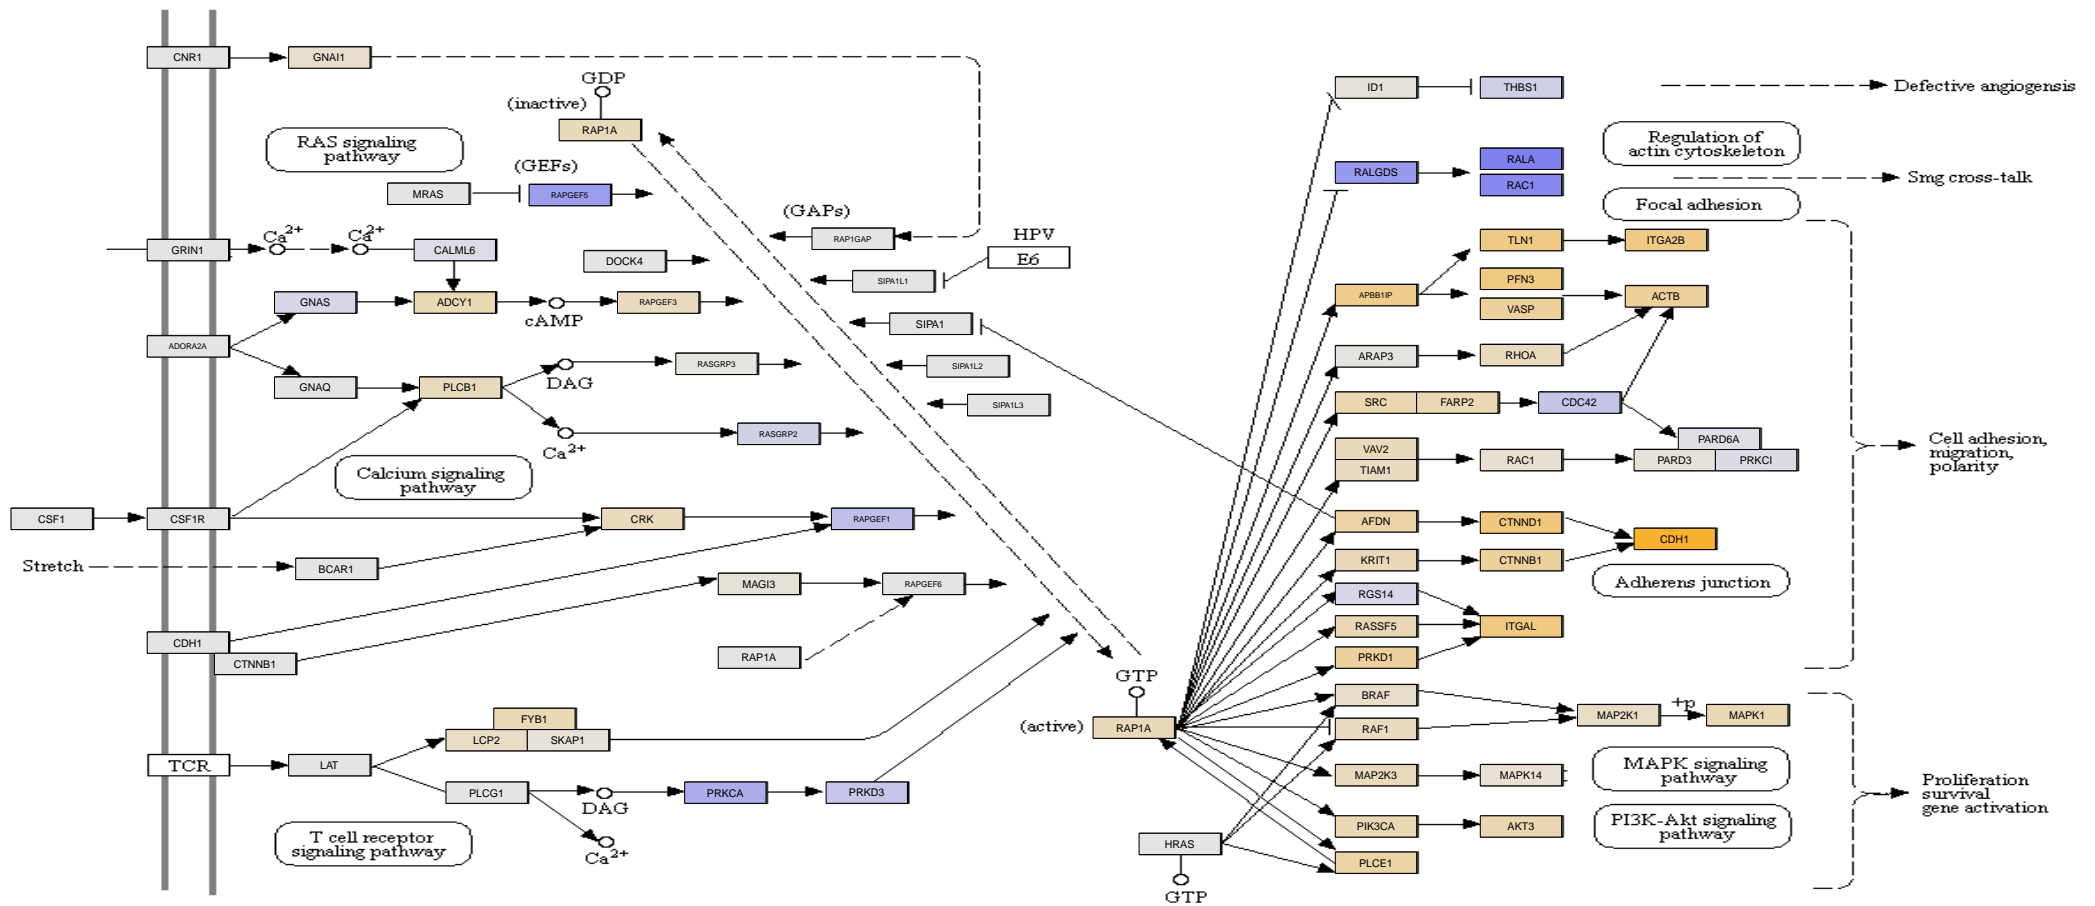 CNR1
GNAI1
GDP
(inactive)
RAP1A
RAS signaling
pathway
(GEFs)
MRAS
RAPGEF5
(GAPs)
RAP1GAP
HPV
E6
GRIN1
Ca2+
Ca2+
CALML6
DOCK4
SIPA1L1
GNAS
ADCY1
cAMP
RAPGEF3
SIPA1
ADORA2A
GNAQ
PLCB1
DAG
RASGRP3
SIPA1L2
SIPA1L3
Ca2+
RASGRP2
Calcium signaling
pathway
CSF1
CSF1R
CRK
RAPGEF1
Stretch
BCAR1
MAGI3
RAPGEF6
CDH1
CTNNB1
RAP1A
FYB1
LCP2
SKAP1
TCR
LAT
PLCG1
DAG
PRKCA
PRKD3
Ca2+
T cell receptor
signaling pathway
GTP
(active)
RAP1A
HRAS
GTP
ID1
THBS1
Defective angiogensis
Regulation of
actin cytoskeleton
RALGDS
RALA
RAC1
Smg cross-talk
Focal adhesion
TLN1
ITGA2B
APBB1IP
PFN3
VASP
ACTB
ARAP3
RHOA
SRC
FARP2
CDC42
PARD6A
PARD3
PRKCI
VAV2
TIAM1
RAC1
Cell adhesion,
migration,
polarity
AFDN
CTNND1
CDH1
KRIT1
CTNNB1
Adherens junction
RGS14
RASSF5
ITGAL
PRKD1
BRAF
RAF1
MAP2K1
+p
MAPK1
MAP2K3
MAPK14
MAPK signaling
pathway
Proliferation
survival
gene activation
PIK3CA
AKT3
PI3K-Akt signaling
pathway
PLCE1